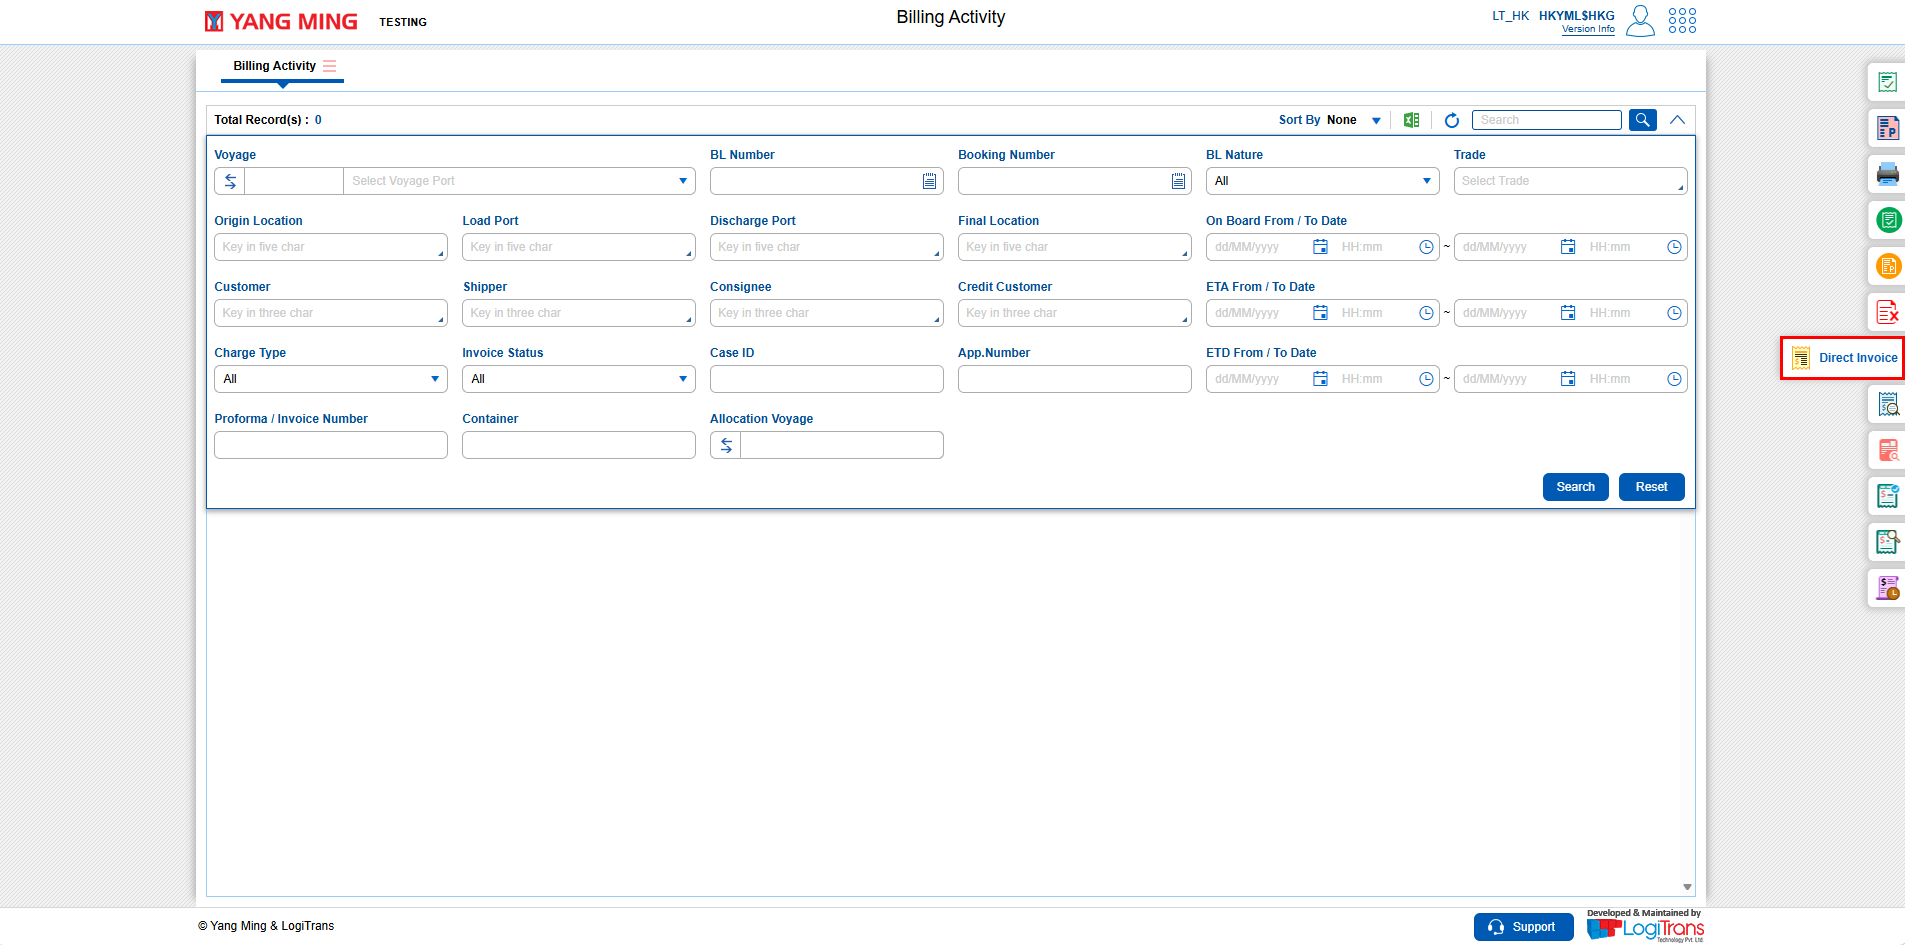 YANG MING TESTING
Billing Activity
LT_HK HKYML$HKG
Version Info
Billing Activity
Total Record(s) : 0
Sort By None Search
Voyage BL Number Booking Number BL Nature Trade
Select Voyage Port All Select Trade
Origin Location Load Port Discharge Port Final Location On Board From / To Date
Key in five char Key in five char Key in five char Key in five char dd/MM/yyyy HH:mm ~ dd/MM/yyyy HH:mm
Customer Shipper Consignee Credit Customer ETA From / To Date
Key in three char Key in three char Key in three char Key in three char dd/MM/yyyy HH:mm ~ dd/MM/yyyy HH:mm
Charge Type Invoice Status Case ID App.Number ETD From / To Date
All All dd/MM/yyyy HH:mm ~ dd/MM/yyyy HH:mm
Direct Invoice
Proforma / Invoice Number Container Allocation Voyage
Search Reset
© Yang Ming & LogiTrans
Support
Developed & Maintained by
LogiTrans
Technology Pvt. Ltd.